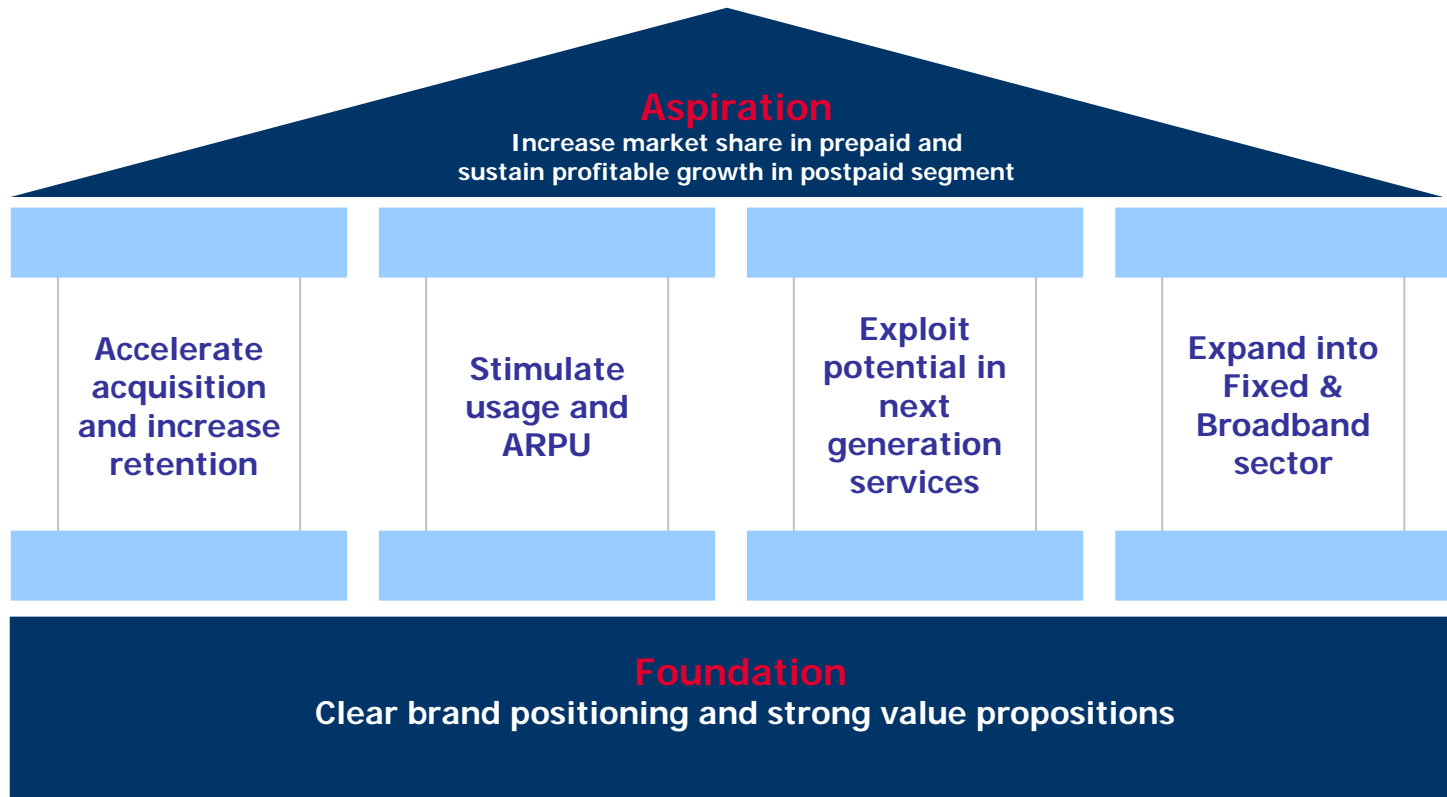 Aspiration
Increase market share in prepaid and
sustain profitable growth in postpaid segment
Accelerate
acquisition
and increase
retention
Stimulate
usage and
ARPU
Exploit
potential in
next
generation
services
Expand into
Fixed &
Broadband
sector
Foundation
Clear brand positioning and strong value propositions